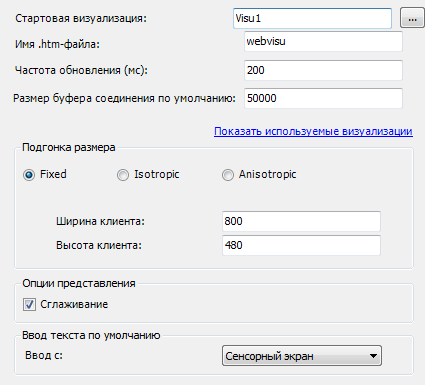 Стартовая визуализация: Visu1 ...
Имя .htm-файла: webvisu
Частота обновления (мс): 200
Размер буфера соединения по умолчанию: 50000
Показать используемые визуализации
Подгонка размера
Fixed Isotropic Anisotropic
Ширина клиента: 800
Высота клиента: 480
Опции представления
Сглаживание
Ввод текста по умолчанию
Ввод с: Сенсорный экран